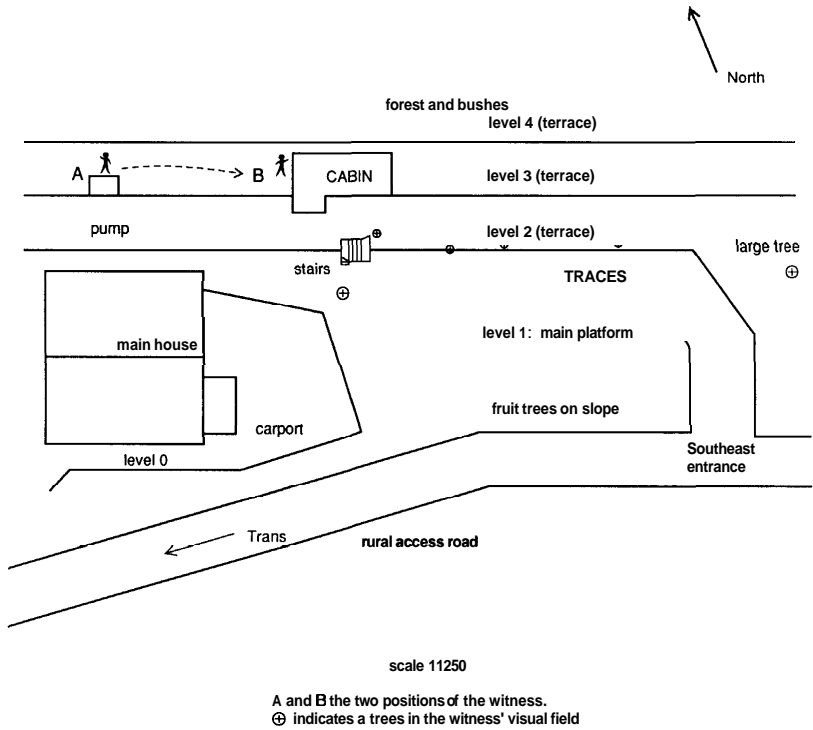 North
forest and bushes
level 4 (terrace)
A
B
CABIN
level 3 (terrace)
pump
level 2 (terrace)
large tree
stairs
TRACES
main house
level 1: main platform
carport
fruit trees on slope
level 0
Southeast
entrance
Trans
rural access road
scale 11250
A and B the two positions of the witness.
⊕ indicates a trees in the witness' visual field